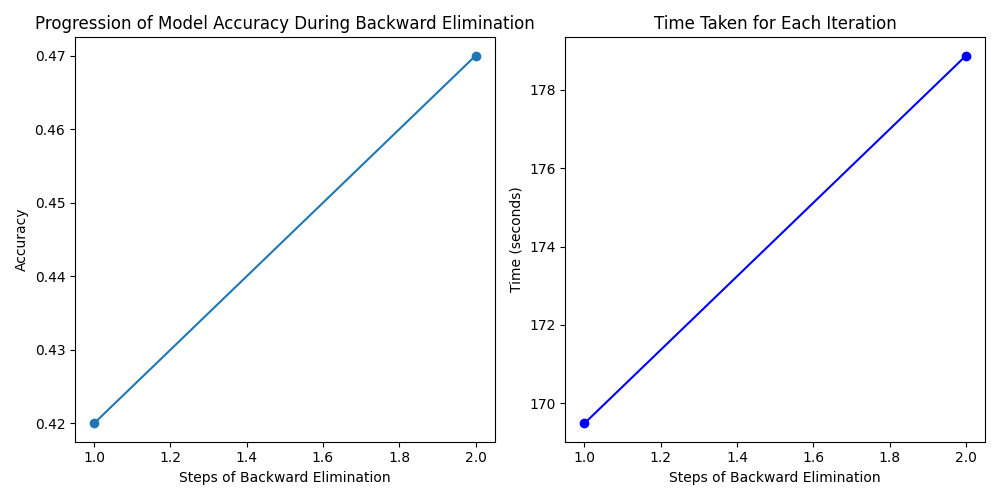 Progression of Model Accuracy During Backward Elimination
Accuracy
0.47
0.46
0.45
0.44
0.43
0.42
1.0 1.2 1.4 1.6 1.8 2.0
Steps of Backward Elimination
Time Taken for Each Iteration
Time (seconds)
178
176
174
172
170
1.0 1.2 1.4 1.6 1.8 2.0
Steps of Backward Elimination